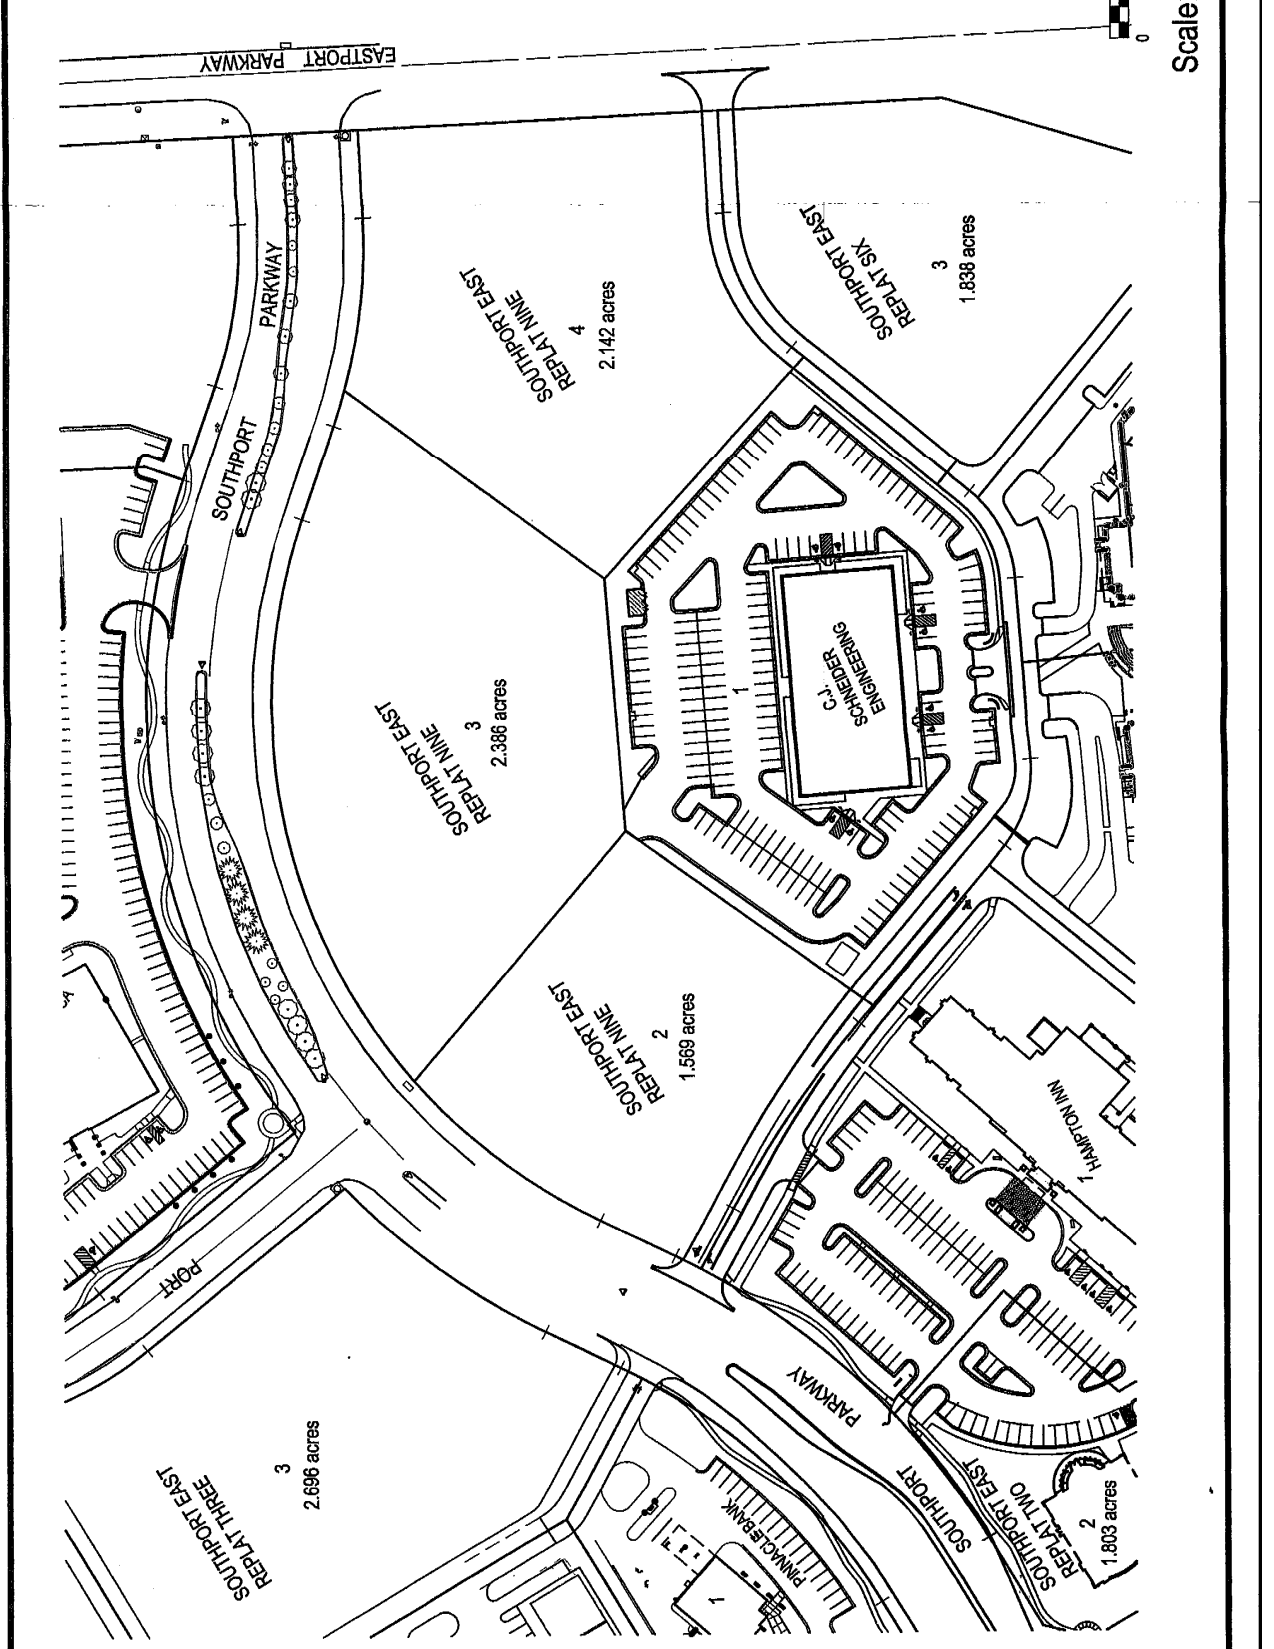 EASTPORT PARKWAY
0
Scale
SOUTHPORT
PARKWAY
SOUTHPORT EAST
REPLAT SIX
3
1.838 acres
SOUTHPORT EAST
REPLAT NINE
4
2.142 acres
SOUTHPORT EAST
REPLAT NINE
3
2.386 acres
1
C.J.
SCHNEIDER
ENGINEERING
SOUTHPORT EAST
REPLAT NINE
2
1.569 acres
1
HAMPTON INN
PORT
PARKWAY
SOUTHPORT
SOUTHPORT EAST
REPLAT THREE
3
2.696 acres
PINNACLE BANK
1
SOUTHPORT EAST
REPLAT TWO
2
1.803 acres